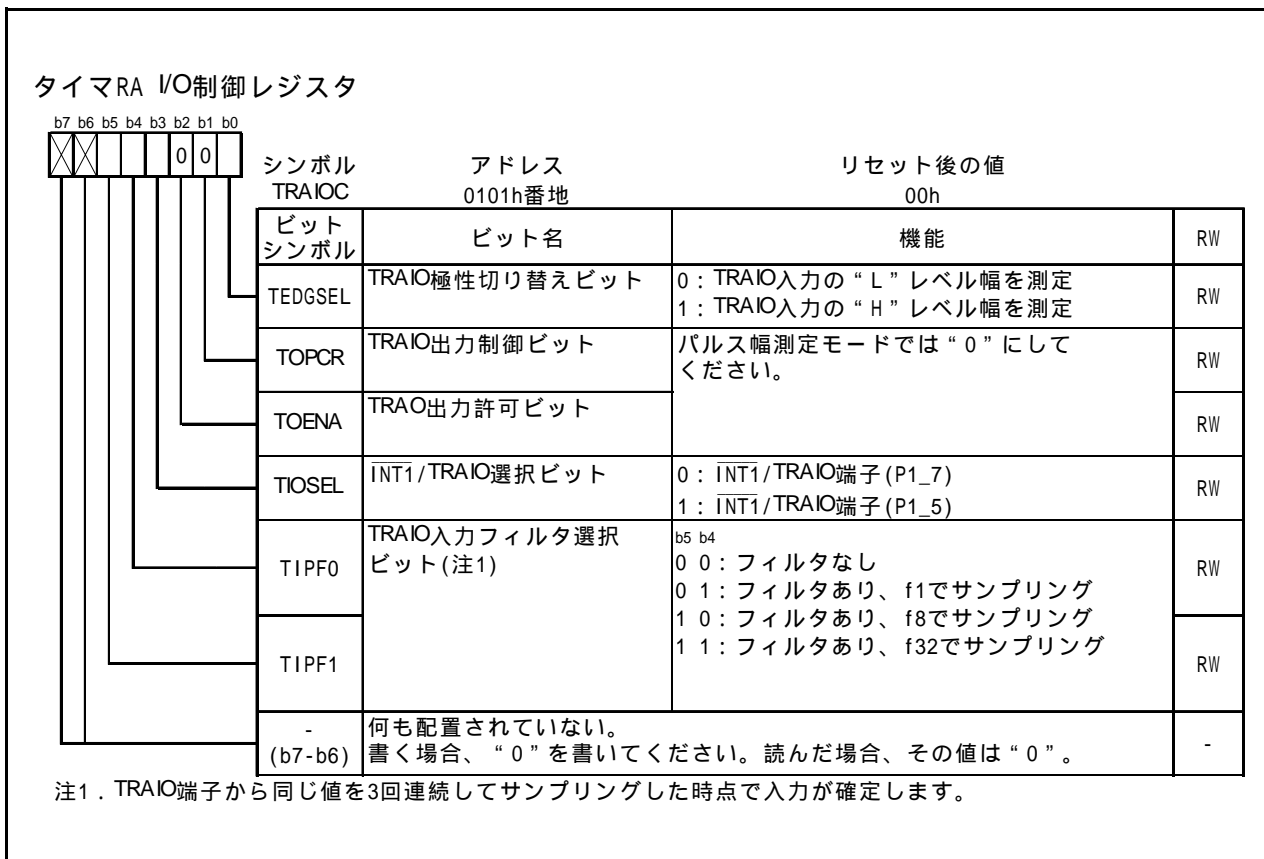 タイマRA I/O制御レジスタ
b7 b6 b5 b4 b3 b2 b1 b0
0 0
シンボル アドレス リセット後の値
TRAIOC 0101h番地 00h
ビット
シンボル
ビット名
機能
RW
TEDGSEL
TRAIO極性切り替えビット
0：TRAIO入力の“L”レベル幅を測定
1：TRAIO入力の“H”レベル幅を測定
RW
TOPCR
TRAIO出力制御ビット
パルス幅測定モードでは“0”にして
ください。
RW
TOENA
TRAO出力許可ビット
RW
TIOSEL
INT1/TRAIO選択ビット
0：INT1/TRAIO端子(P1_7)
1：INT1/TRAIO端子(P1_5)
RW
TIPF0
TRAIO入力フィルタ選択
ビット(注1)
b5 b4
0 0：フィルタなし
0 1：フィルタあり、f1でサンプリング
1 0：フィルタあり、f8でサンプリング
1 1：フィルタあり、f32でサンプリング
RW
TIPF1
RW
-
(b7-b6)
何も配置されていない。
書く場合、“0”を書いてください。読んだ場合、その値は“0”。
-
注1．TRAIO端子から同じ値を3回連続してサンプリングした時点で入力が確定します。